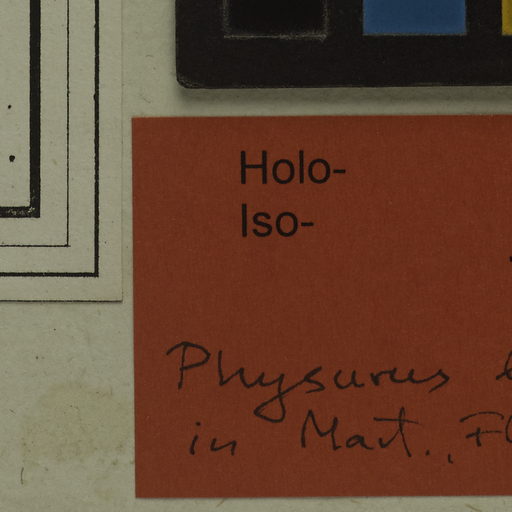 Holo-
Iso-
Physurus
in Mart.,